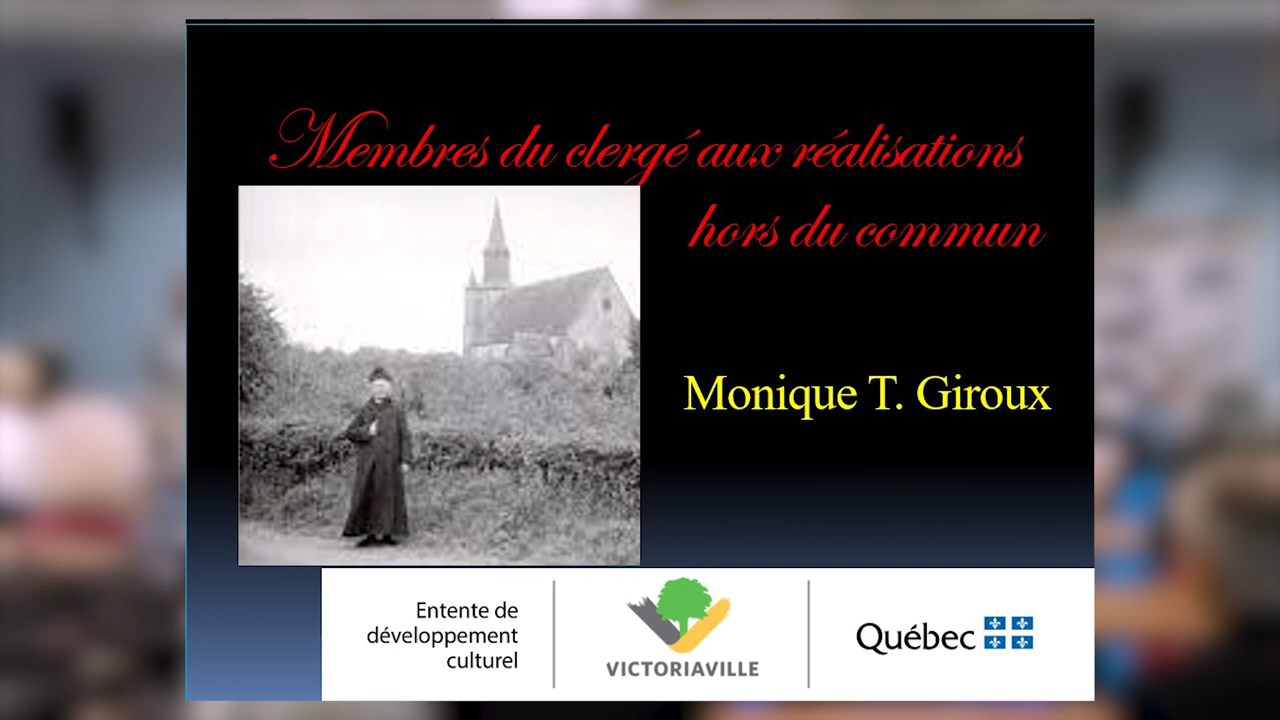 Membres du clergé aux réalisations
hors du commun
Monique T. Giroux
Entente de
développement
culturel
VICTORIAVILLE
Québec